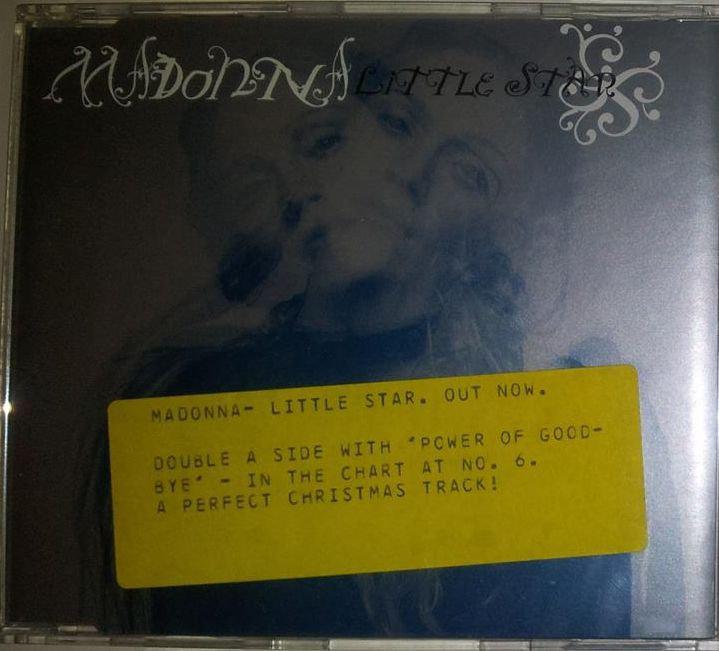 MADONNA LITTLE STAR
MADONNA- LITTLE STAR. OUT NOW.
DOUBLE A SIDE WITH "POWER OF GOOD-
BYE" - IN THE CHART AT NO. 6.
A PERFECT CHRISTMAS TRACK!